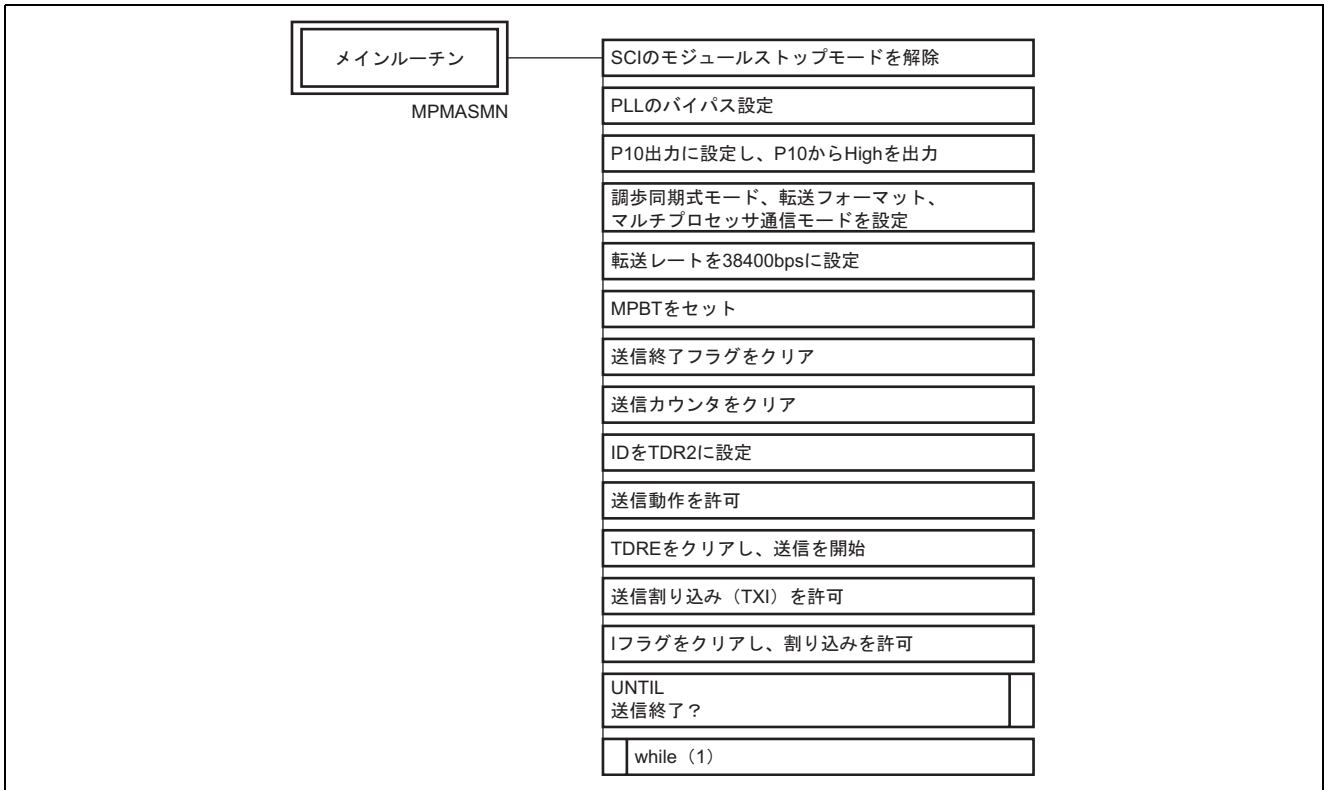 メインルーチン
MPMASMN
SCIのモジュールストップモードを解除
PLLのバイパス設定
P10出力に設定し、P10からHighを出力
調歩同期式モード、転送フォーマット、
マルチプロセッサ通信モードを設定
転送レートを38400bpsに設定
MPBTをセット
送信終了フラグをクリア
送信カウンタをクリア
IDをTDR2に設定
送信動作を許可
TDREをクリアし、送信を開始
送信割り込み（TXI）を許可
Iフラグをクリアし、割り込みを許可
UNTIL
送信終了？
while（1）